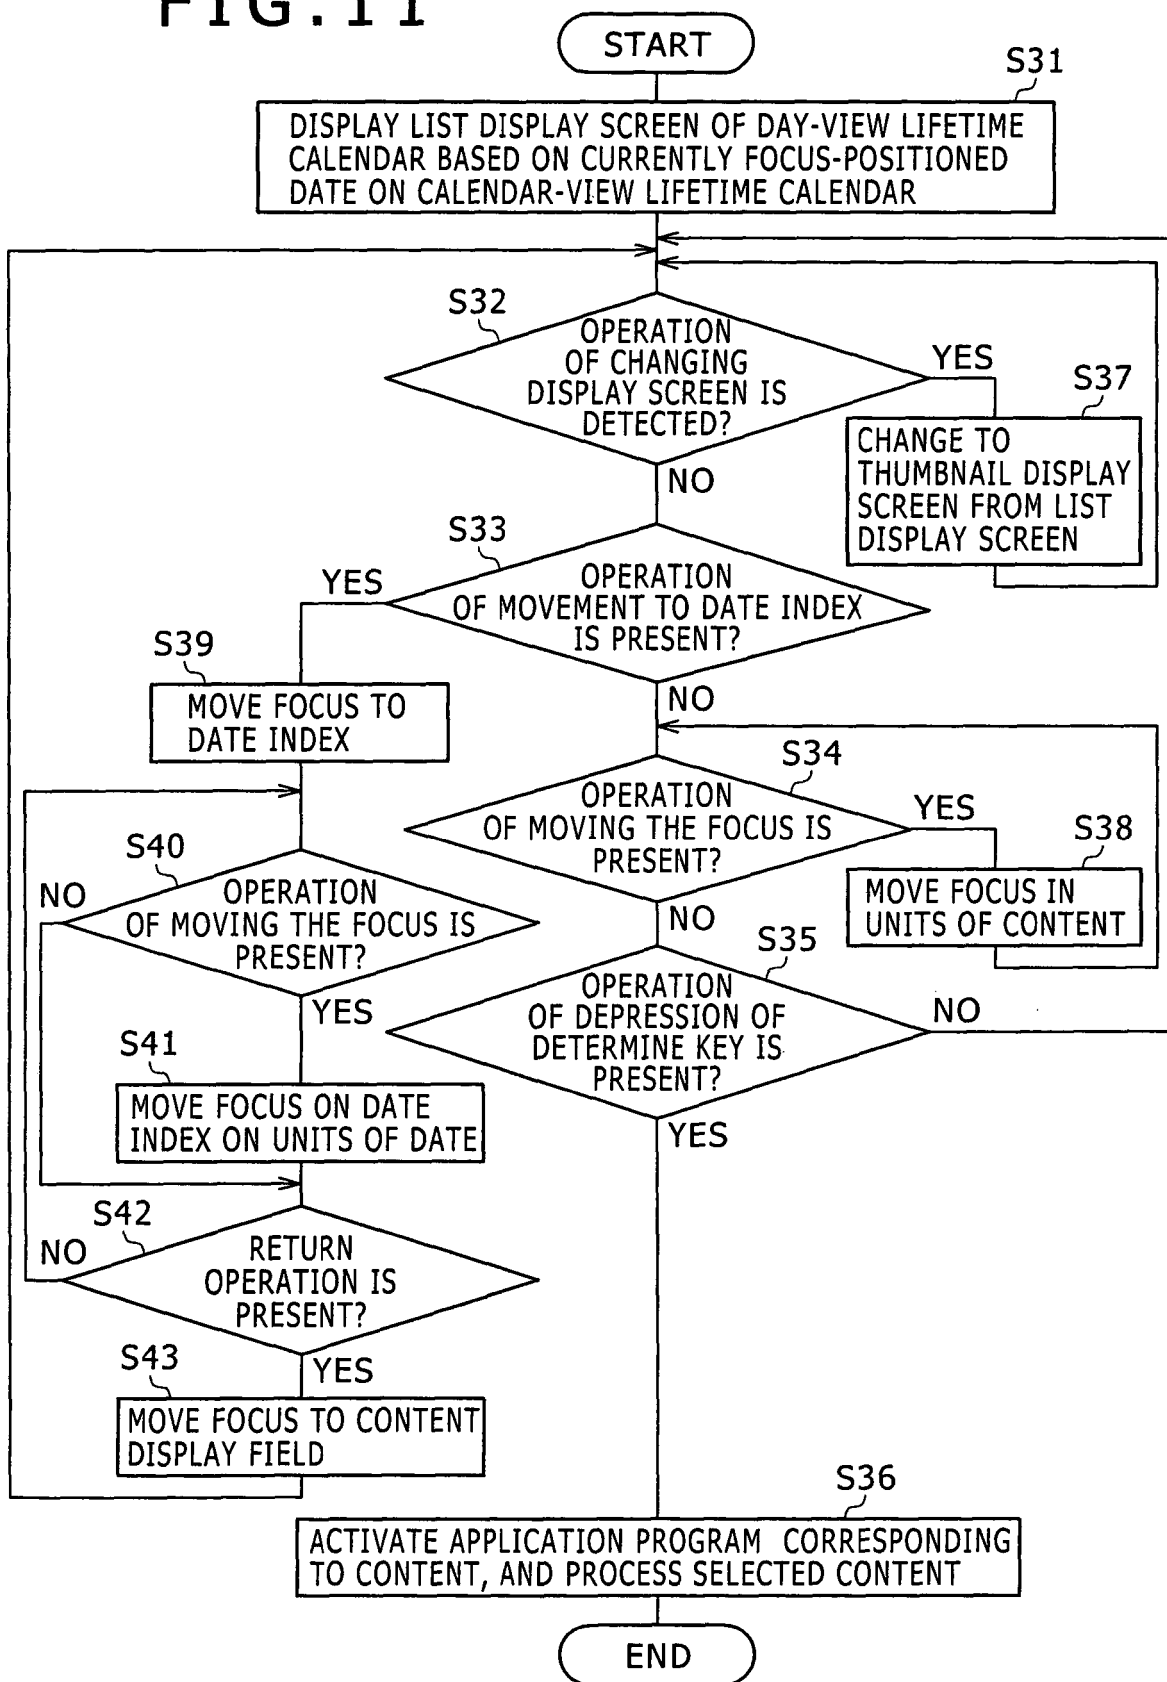 FIG.11
START
S31
DISPLAY LIST DISPLAY SCREEN OF DAY-VIEW LIFETIME
CALENDAR BASED ON CURRENTLY FOCUS-POSITIONED
DATE ON CALENDAR-VIEW LIFETIME CALENDAR
S32
OPERATION
OF CHANGING
DISPLAY SCREEN IS
DETECTED?
YES
NO
S37
CHANGE TO
THUMBNAIL DISPLAY
SCREEN FROM LIST
DISPLAY SCREEN
S33
OPERATION
OF MOVEMENT TO DATE INDEX
IS PRESENT?
YES
NO
S39
MOVE FOCUS TO
DATE INDEX
S34
OPERATION
OF MOVING THE FOCUS IS
PRESENT?
YES
NO
S38
MOVE FOCUS IN
UNITS OF CONTENT
S40
OPERATION
OF MOVING THE FOCUS IS
PRESENT?
NO
YES
S35
OPERATION
OF DEPRESSION OF
DETERMINE KEY IS
PRESENT?
NO
YES
S41
MOVE FOCUS ON DATE
INDEX ON UNITS OF DATE
S42
RETURN
OPERATION IS
PRESENT?
NO
YES
S43
MOVE FOCUS TO CONTENT
DISPLAY FIELD
S36
ACTIVATE APPLICATION PROGRAM CORRESPONDING
TO CONTENT, AND PROCESS SELECTED CONTENT
END